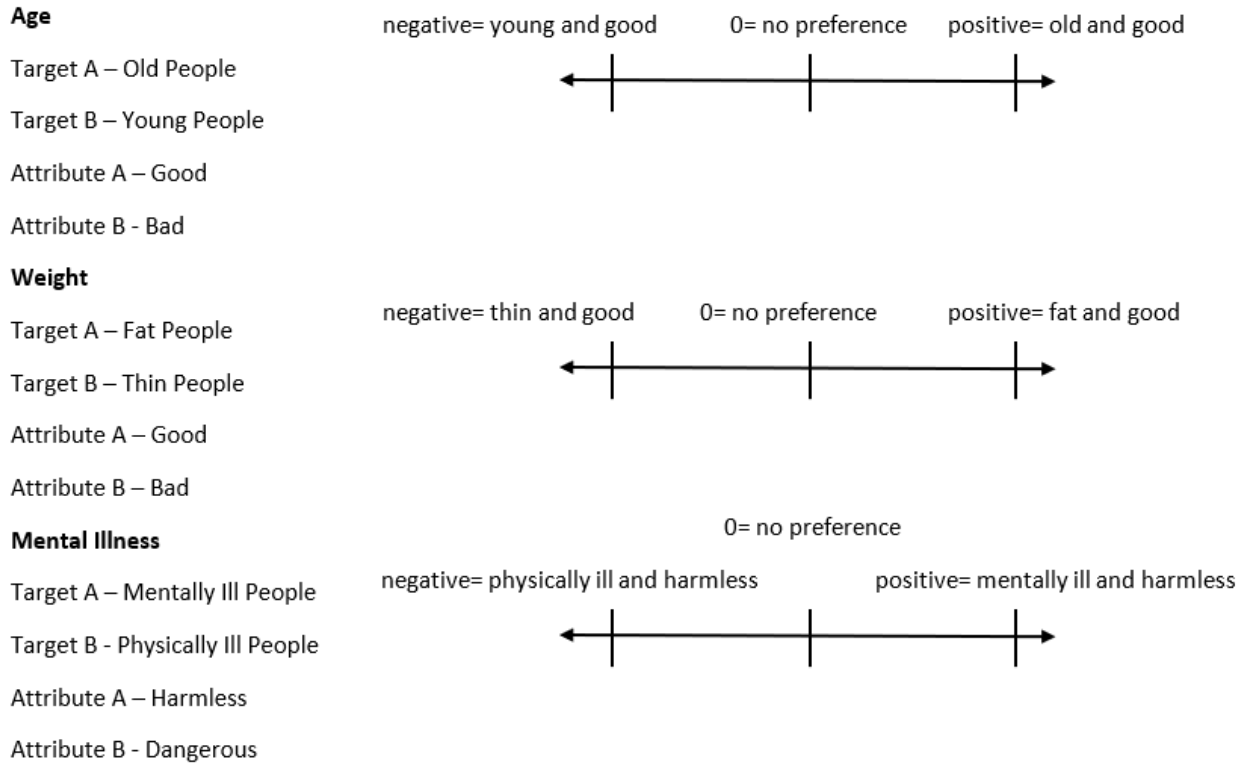 Age
negative= young and good 0= no preference positive= old and good
Target A – Old People
Target B – Young People
Attribute A – Good
Attribute B - Bad
Weight
negative= thin and good 0= no preference positive= fat and good
Target A – Fat People
Target B – Thin People
Attribute A – Good
Attribute B – Bad
0= no preference
Mental Illness
negative= physically ill and harmless positive= mentally ill and harmless
Target A – Mentally Ill People
Target B - Physically Ill People
Attribute A – Harmless
Attribute B - Dangerous